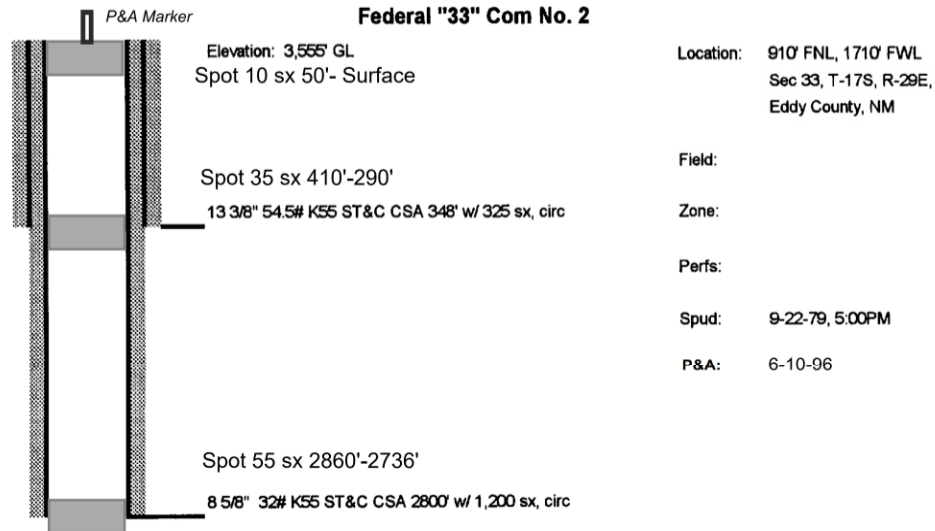 P&A Marker
Federal "33" Com No. 2
Elevation: 3,555' GL
Spot 10 sx 50'- Surface
Spot 35 sx 410'-290'
13 3/8" 54.5# K55 ST&C CSA 348' w/ 325 sx, circ
Spot 55 sx 2860'-2736'
8 5/8" 32# K55 ST&C CSA 2800' w/ 1,200 sx, circ
Location: 910' FNL, 1710' FWL
Sec 33, T-17S, R-29E,
Eddy County, NM
Field:
Zone:
Perfs:
Spud: 9-22-79, 5:00PM
P&A: 6-10-96